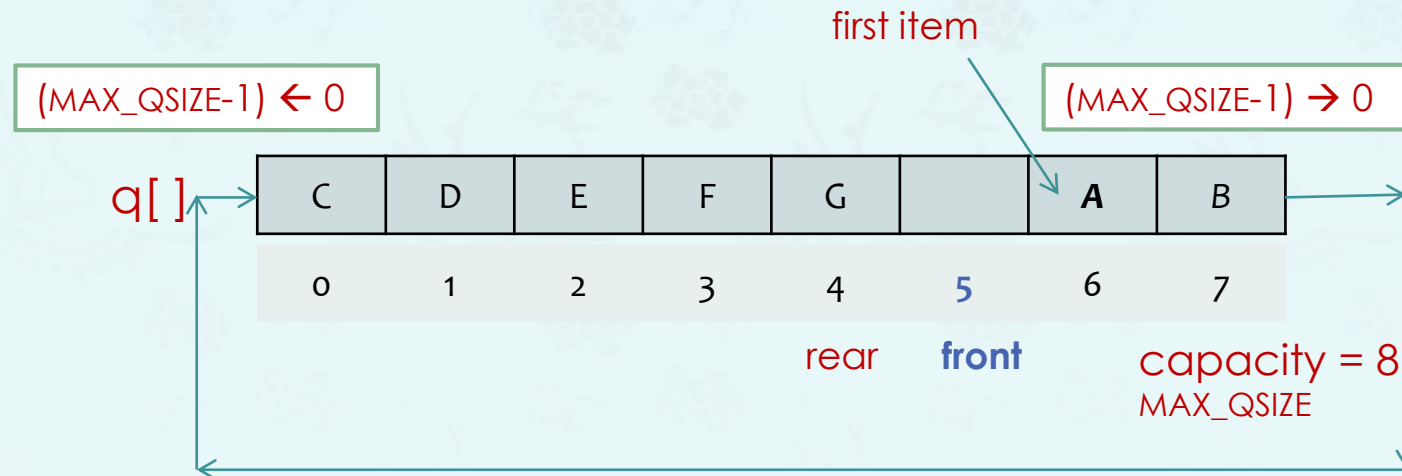 first item
(MAX_QSIZE-1) ← 0
(MAX_QSIZE-1) → 0
q[ ]
C D E F G A B
0 1 2 3 4 5 6 7
rear front
capacity = 8
MAX_QSIZE